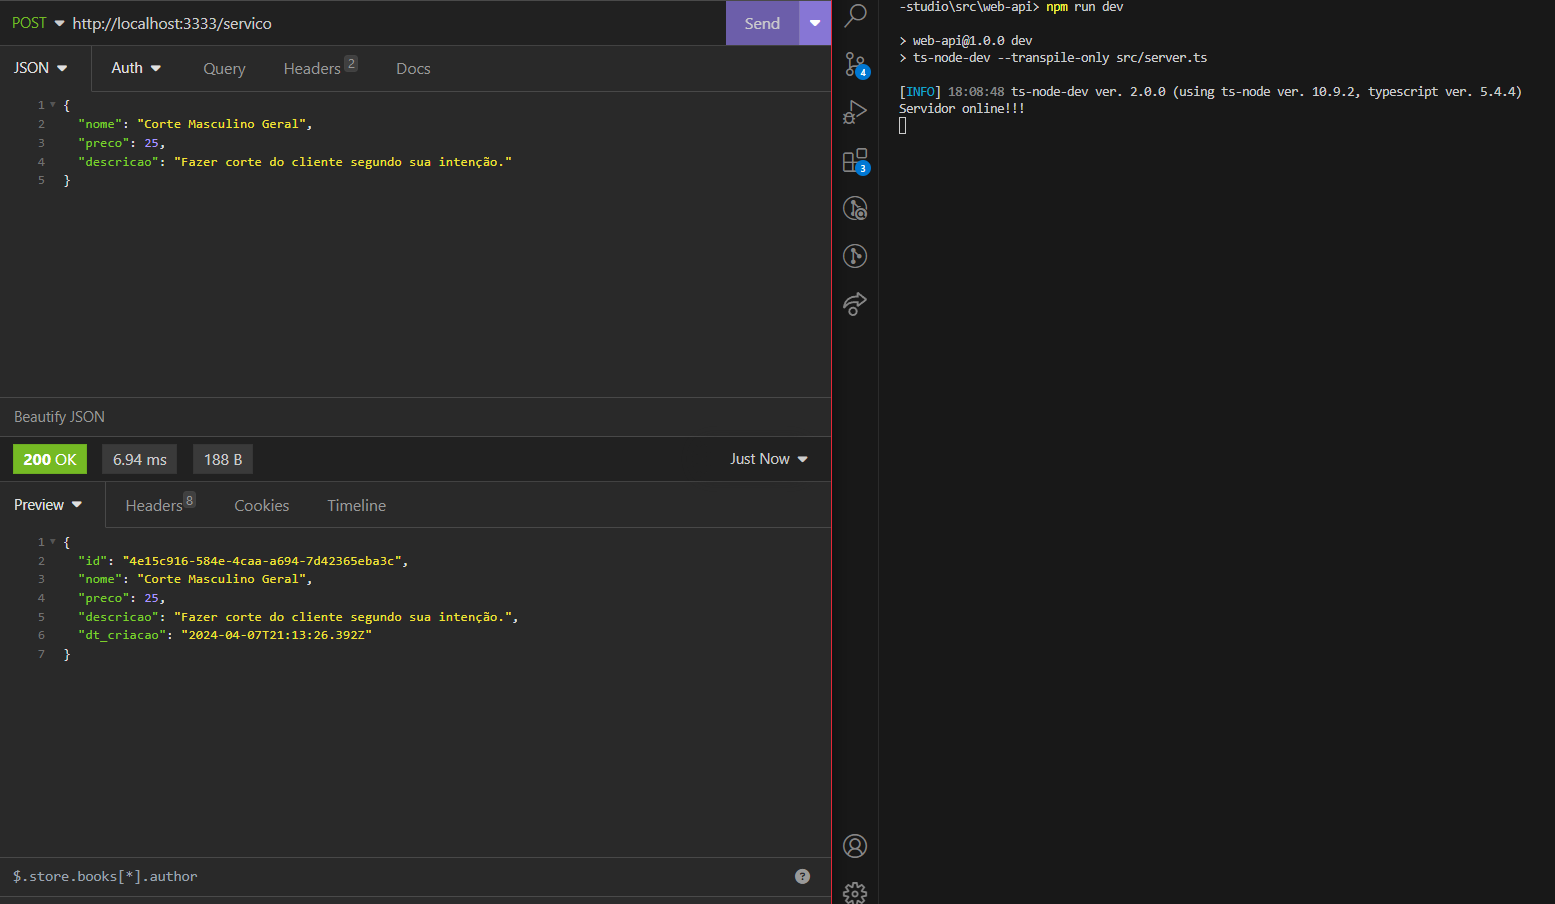 POST http://localhost:3333/servico Send
JSON Auth Query Headers 2 Docs
1 {
2 "nome": "Corte Masculino Geral",
3 "preco": 25,
4 "descricao": "Fazer corte do cliente segundo sua intenção."
5 }
Beautify JSON
200 OK 6.94 ms 188 B Just Now
Preview Headers 8 Cookies Timeline
1 {
2 "id": "4e15c916-584e-4caa-a694-7d42365eba3c",
3 "nome": "Corte Masculino Geral",
4 "preco": 25,
5 "descricao": "Fazer corte do cliente segundo sua intenção.",
6 "dt_criacao": "2024-04-07T21:13:26.392Z"
7 }
$.store.books[*].author ?
4
3
-studio\src\web-api> npm run dev
> web-api@1.0.0 dev
> ts-node-dev --transpile-only src/server.ts
[INFO] 18:08:48 ts-node-dev ver. 2.0.0 (using ts-node ver. 10.9.2, typescript ver. 5.4.4)
Servidor online!!!